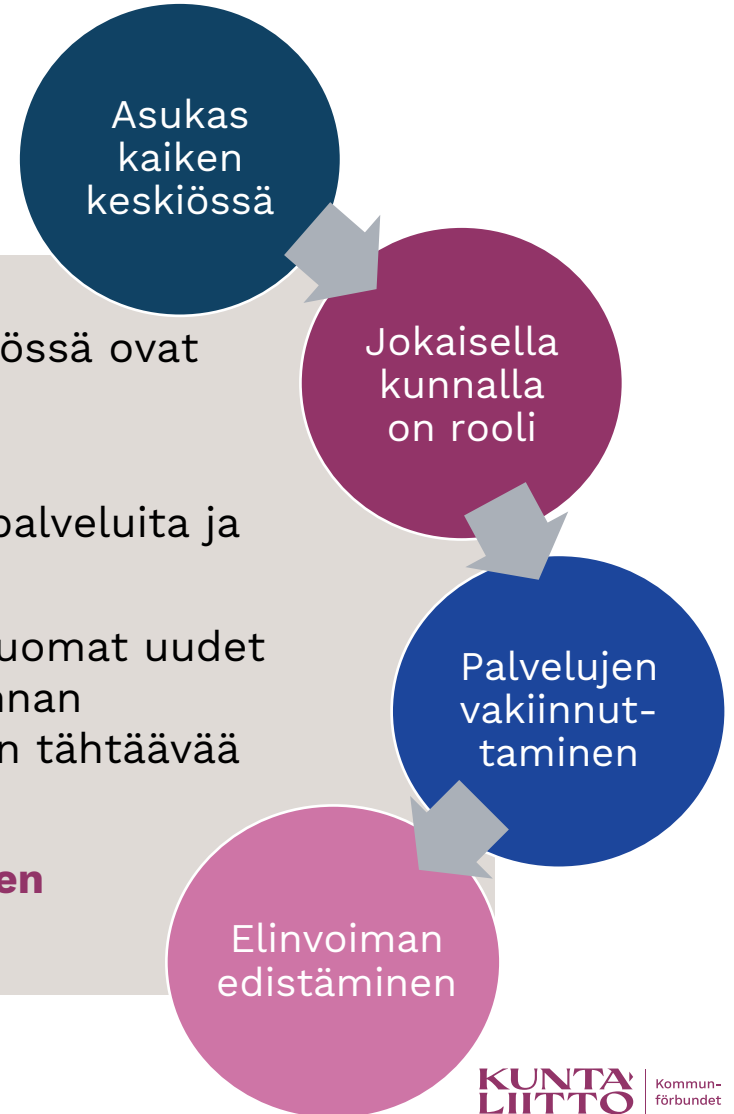 Asukas
kaiken
keskiössä
össä ovat
Jokaisella
kunnalla
on rooli
palveluita ja
uomat uudet
nnan
n tähtäävää
Palvelujen
vakiinnut-
taminen
en
Elinvoiman
edistäminen
KUNTA
LIITTO
Kommun-
förbundet